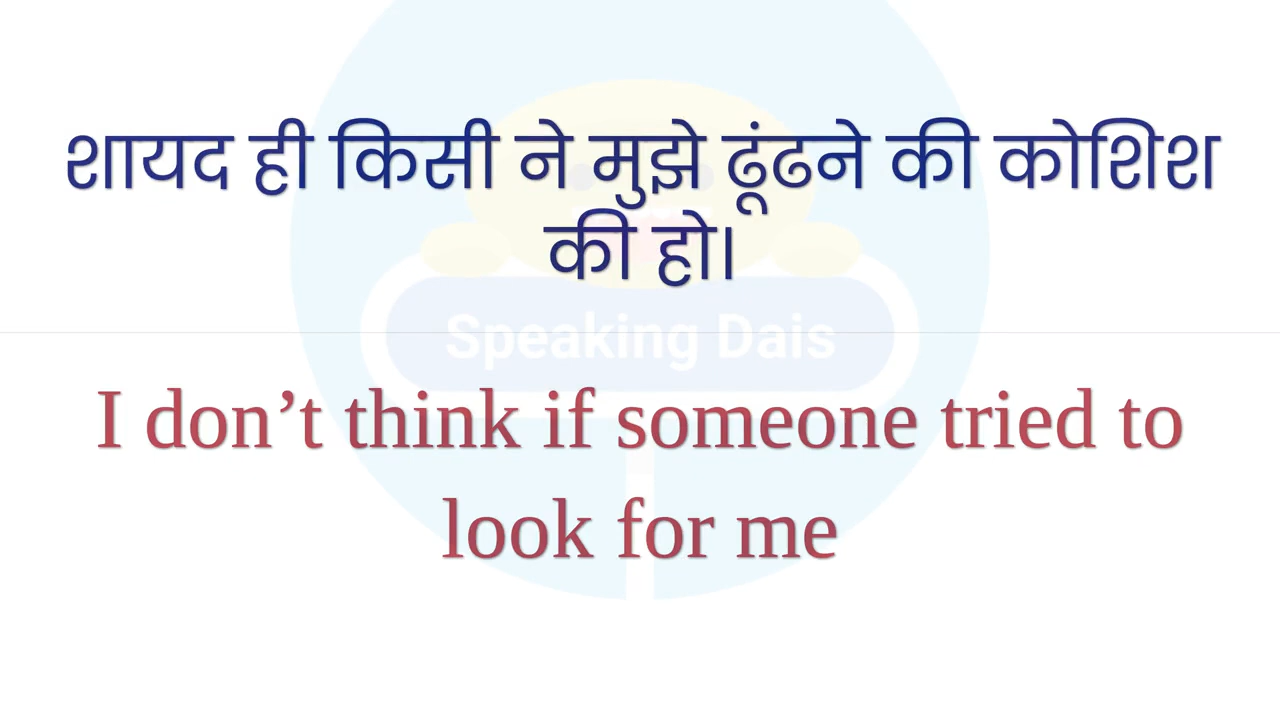 शायद ही किसी ने मुझे ढूंढने की कोशिश
की हो।
Speaking Dais
I don’t think if someone tried to
look for me